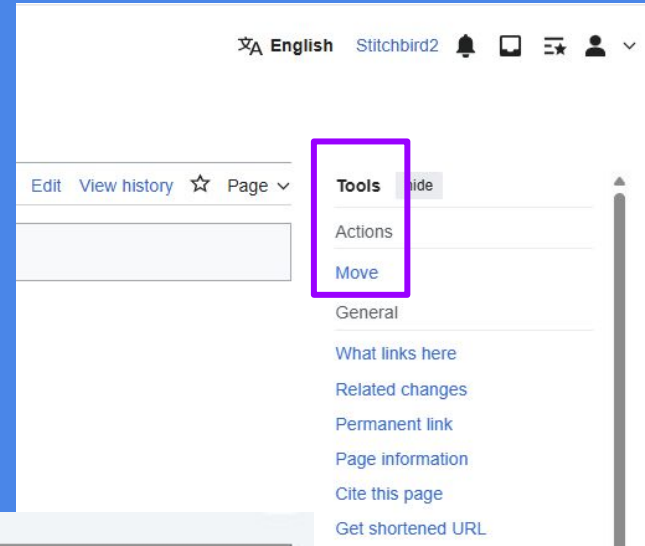 English Stitchbird2
Edit View history Page
Tools hide
Actions
Move
General
What links here
Related changes
Permanent link
Page information
Cite this page
Get shortened URL